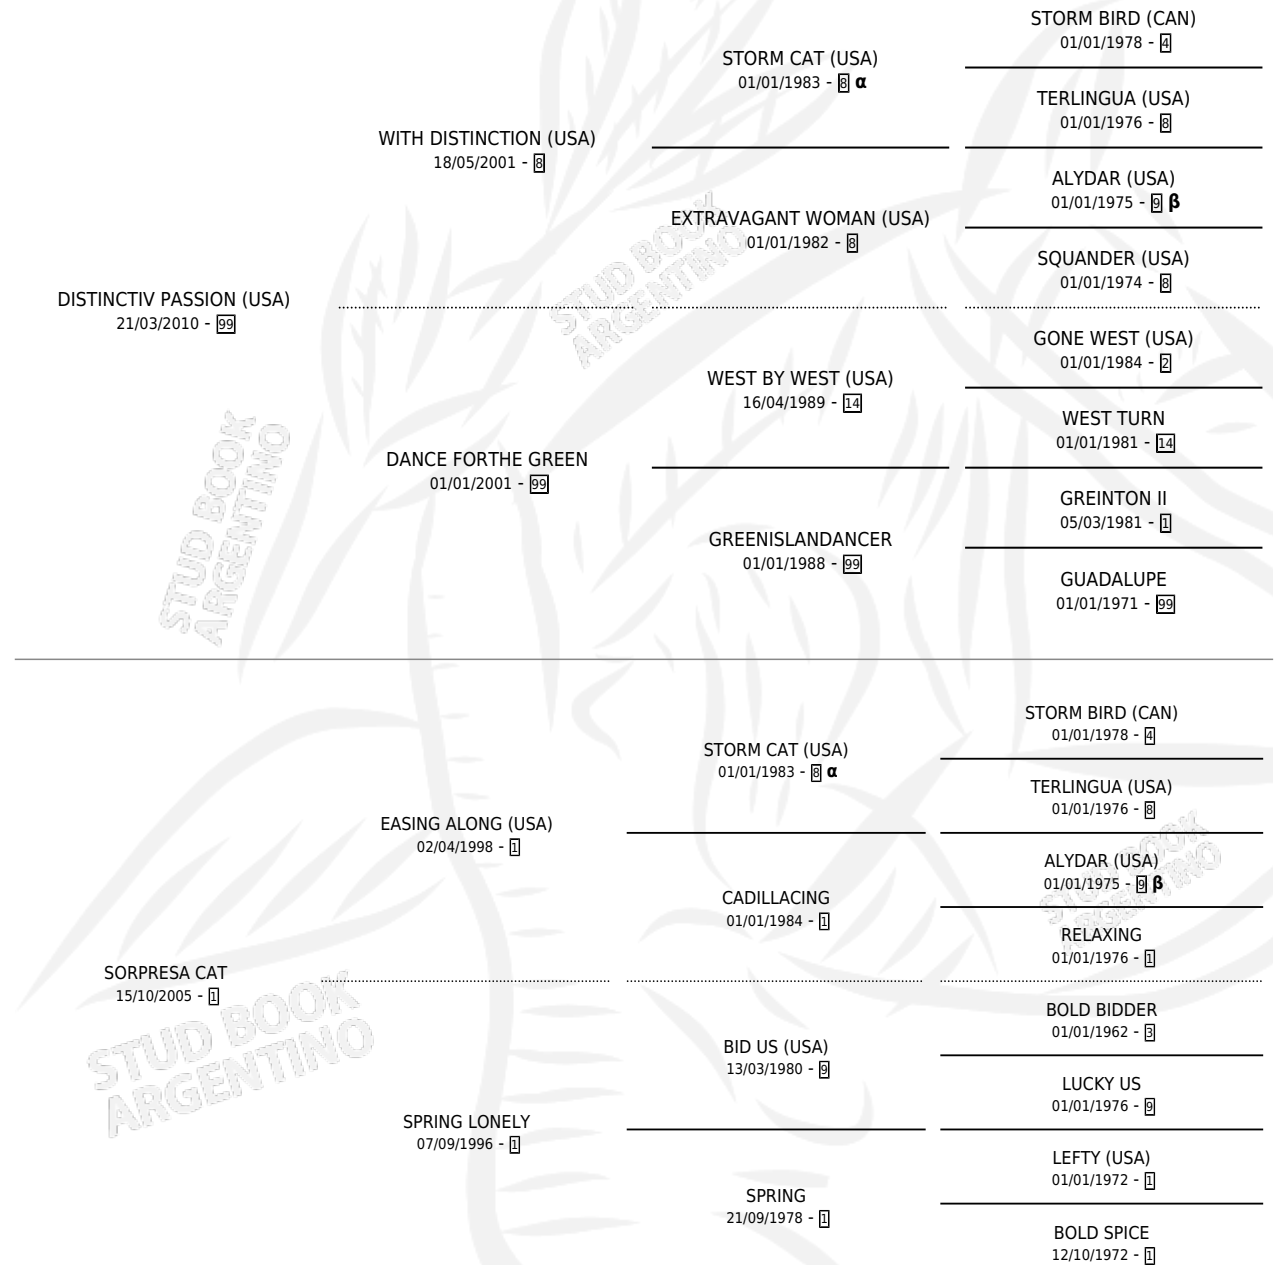 STORM BIRD (CAN)
01/01/1978 - 4
STORM CAT (USA)
01/01/1983 - 8 α
TERLINGUA (USA)
01/01/1976 - 8
WITH DISTINCTION (USA)
18/05/2001 - 8
ALYDAR (USA)
01/01/1975 - 9 β
EXTRAVAGANT WOMAN (USA)
01/01/1982 - 8
SQUANDER (USA)
01/01/1974 - 8
DISTINCTIV PASSION (USA)
21/03/2010 - 99
GONE WEST (USA)
01/01/1984 - 2
WEST BY WEST (USA)
16/04/1989 - 14
WEST TURN
01/01/1981 - 14
DANCE FORTHE GREEN
01/01/2001 - 99
GREINTON II
05/03/1981 - 1
GREENISLANDANCER
01/01/1988 - 99
GUADALUPE
01/01/1971 - 99
STORM BIRD (CAN)
01/01/1978 - 4
STORM CAT (USA)
01/01/1983 - 8 α
TERLINGUA (USA)
01/01/1976 - 8
EASING ALONG (USA)
02/04/1998 - 1
ALYDAR (USA)
01/01/1975 - 9 β
CADILLACING
01/01/1984 - 1
RELAXING
01/01/1976 - 1
SORPRESA CAT
15/10/2005 - 1
BOLD BIDDER
01/01/1962 - 3
BID US (USA)
13/03/1980 - 9
LUCKY US
01/01/1976 - 9
SPRING LONELY
07/09/1996 - 1
LEFTY (USA)
01/01/1972 - 1
SPRING
21/09/1978 - 1
BOLD SPICE
12/10/1972 - 1
STUD BOOK
ARGENTINO
STUD BOOK
ARGENTINO
STUD BOOK
ARGENTINO
STUD BOOK
ARGENTINO